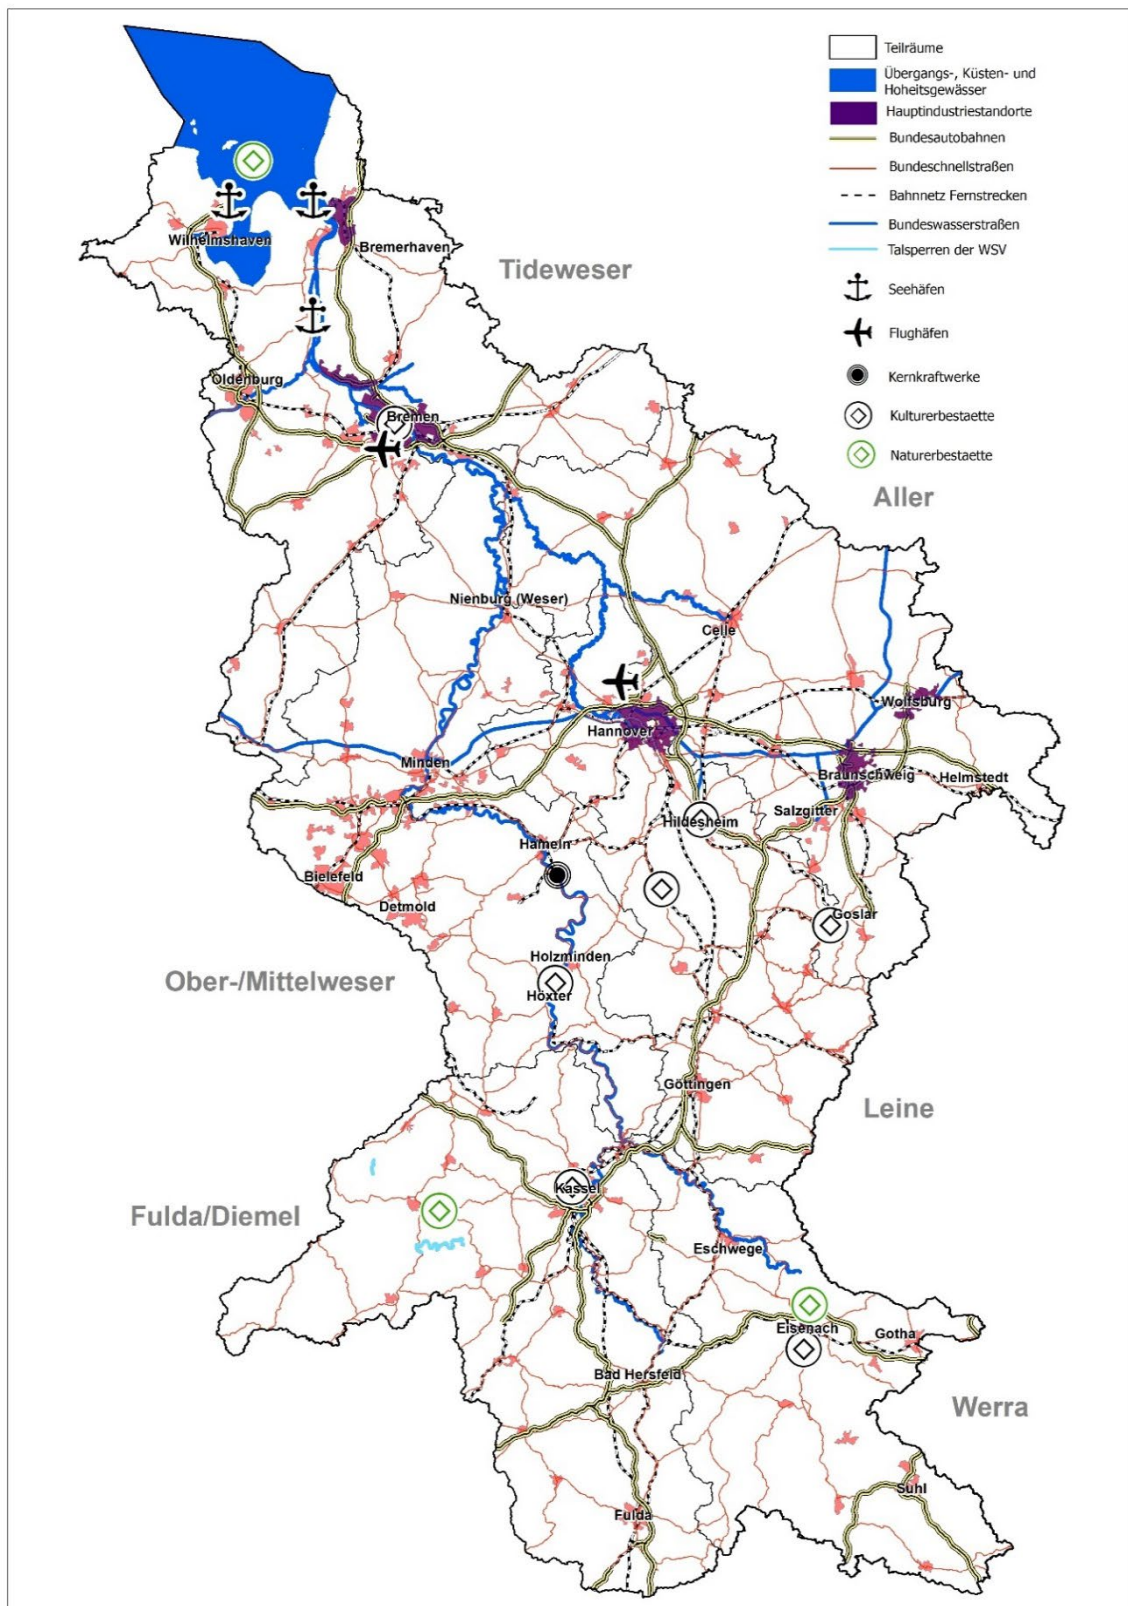 Teilräume
Übergangs-, Küsten- und
Hoheitsgewässer
Hauptindustriestandorte
Bundesautobahnen
Bundeschnellstraßen
Bahnnetz Fernstrecken
Bundeswasserstraßen
Talsperren der WSV
Seehäfen
Flughäfen
Kernkraftwerke
Kulturerbestaette
Naturerbestaette
Wilhelmshaven
Bremerhaven
Tideweser
Oldenburg
Bremen
Aller
Nienburg (Weser)
Celle
Wolfsburg
Hannover
Minden
Braunschweig
Helmstedt
Salzgitter
Hildesheim
Hameln
Bielefeld
Detmold
Goslar
Holzminden
Ober-/Mittelweser
Höxter
Göttingen
Leine
Kassel
Fulda/Diemel
Eschwege
Eisenach
Gotha
Bad Hersfeld
Werra
Suhl
Fulda